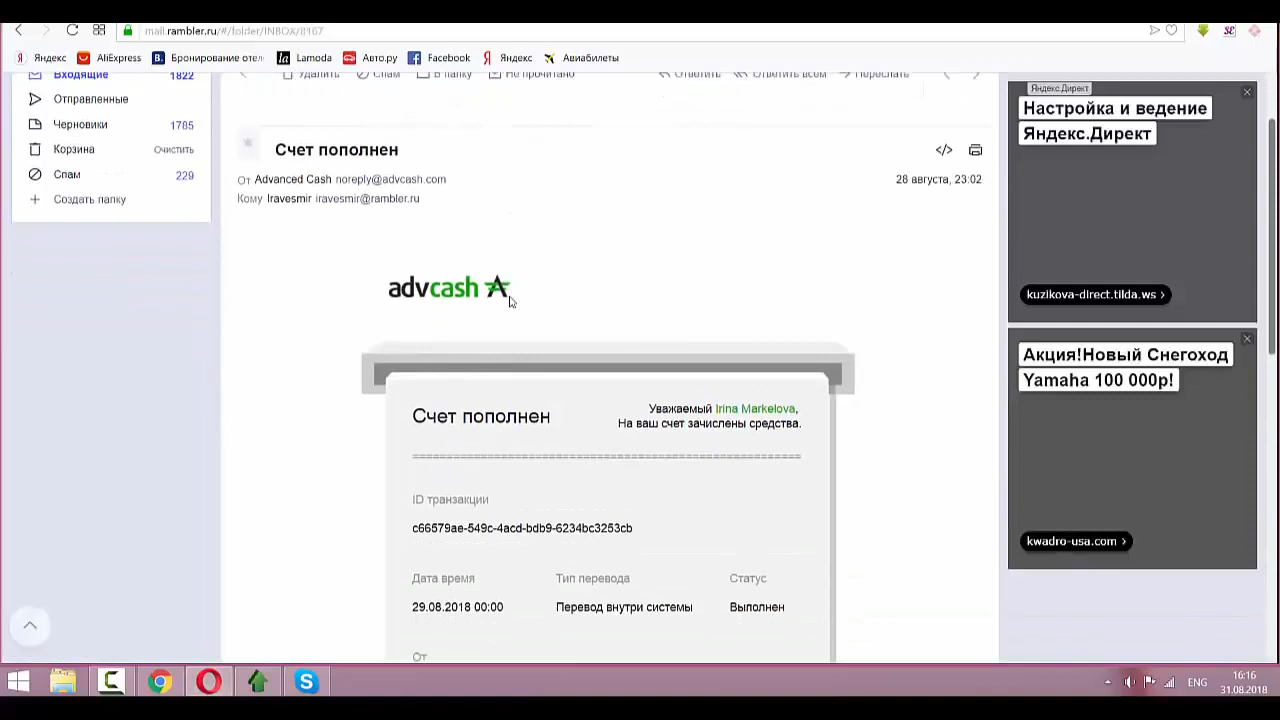 mail.rambler.ru/#/folder/INBOX/8167
Яндекс AliExpress Бронирование отел Lamoda Авто.ру Facebook Яндекс Авиабилеты
Входящие 1822
Удалить Спам В папку Не прочитано Ответить Ответить всем Переслать
Отправленные
Черновики 1785
Корзина Очистить
Спам 229
Создать папку
Счет пополнен
От Advanced Cash noreply@advcash.com 28 августа, 23:02
Кому Iravesmir iravesmir@rambler.ru
advcash
Счет пополнен
Уважаемый Irina Markelova,
На ваш счет зачислены средства.
ID транзакции
c66579ae-549c-4acd-bdb9-6234bc3253cb
Дата время Тип перевода Статус
29.08.2018 00:00 Перевод внутри системы Выполнен
От
Яндекс.Директ
Настройка и ведение
Яндекс.Директ
kuzikova-direct.tilda.ws >
Акция!Новый Снегоход
Yamaha 100 000р!
kwadro-usa.com >
ENG
16:16
31.08.2018